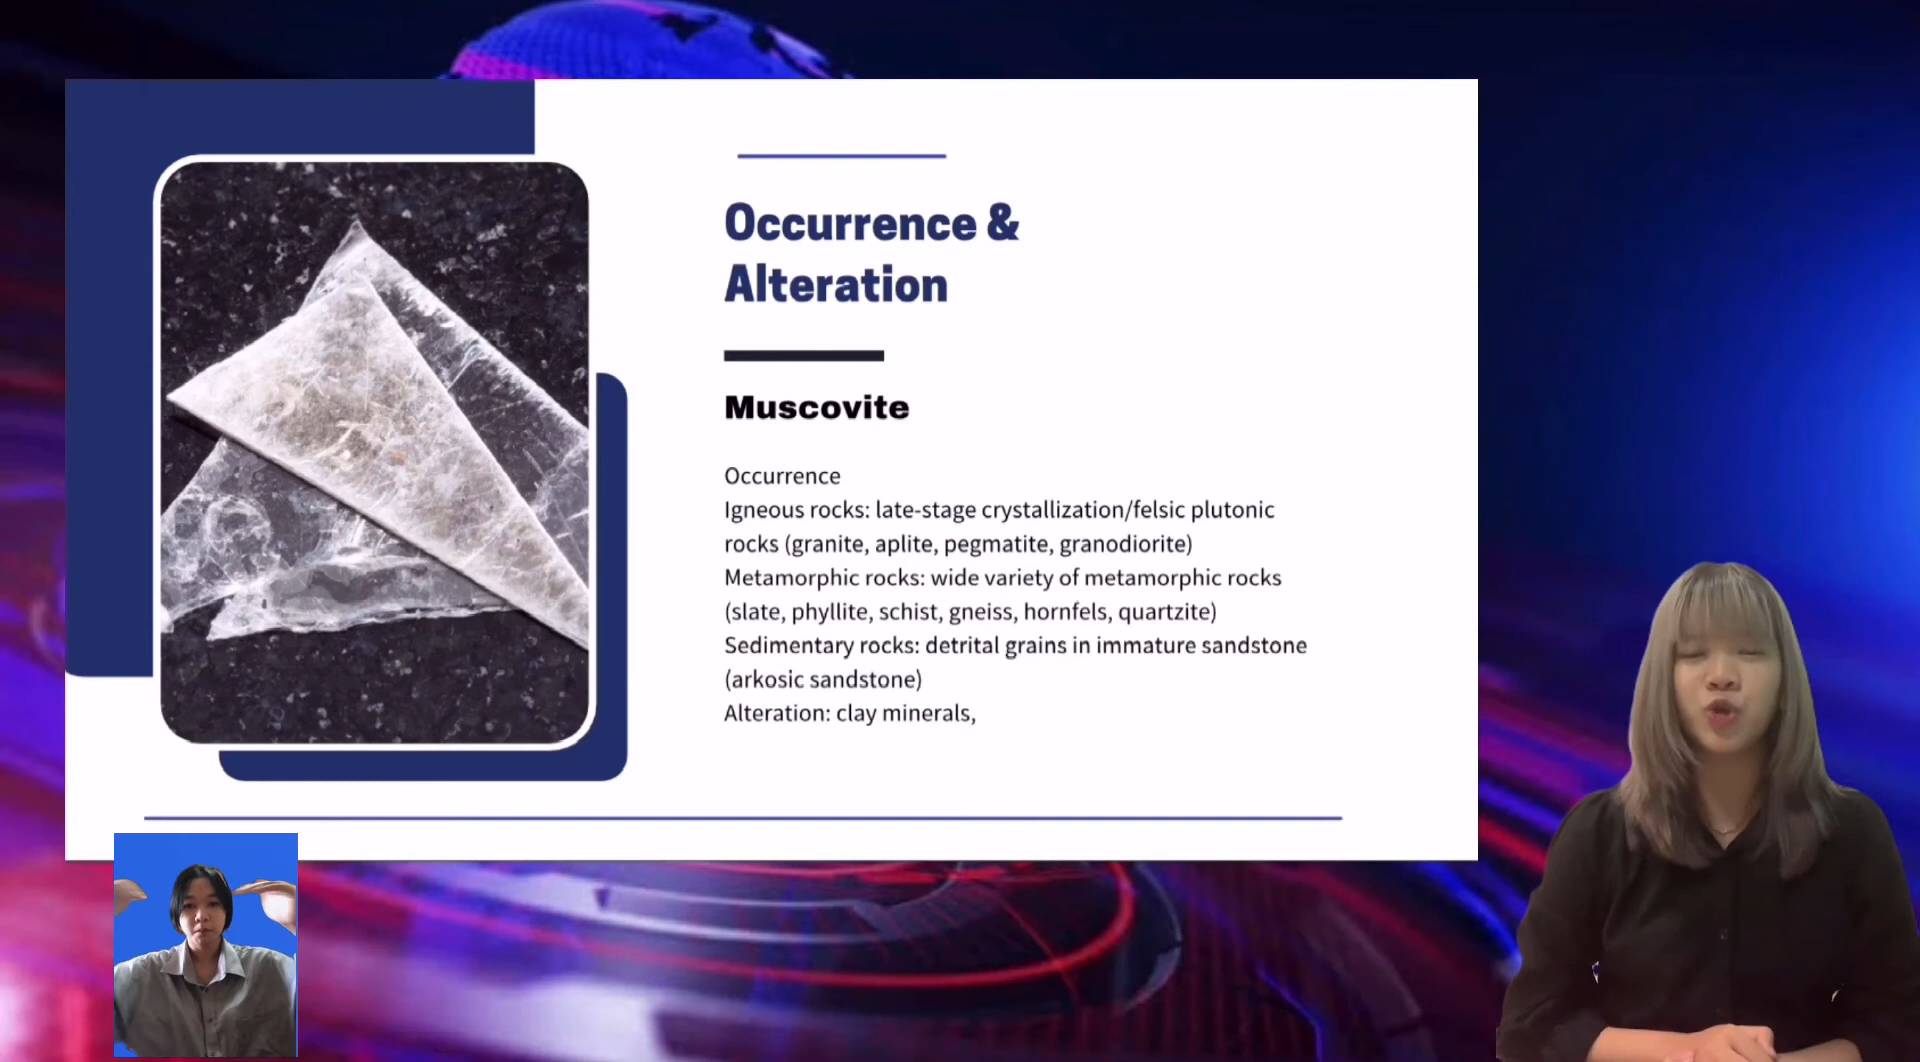 Occurrence &
Alteration
Muscovite
Occurrence
Igneous rocks: late-stage crystallization/felsic plutonic
rocks (granite, aplite, pegmatite, granodiorite)
Metamorphic rocks: wide variety of metamorphic rocks
(slate, phyllite, schist, gneiss, hornfels, quartzite)
Sedimentary rocks: detrital grains in immature sandstone
(arkosic sandstone)
Alteration: clay minerals,